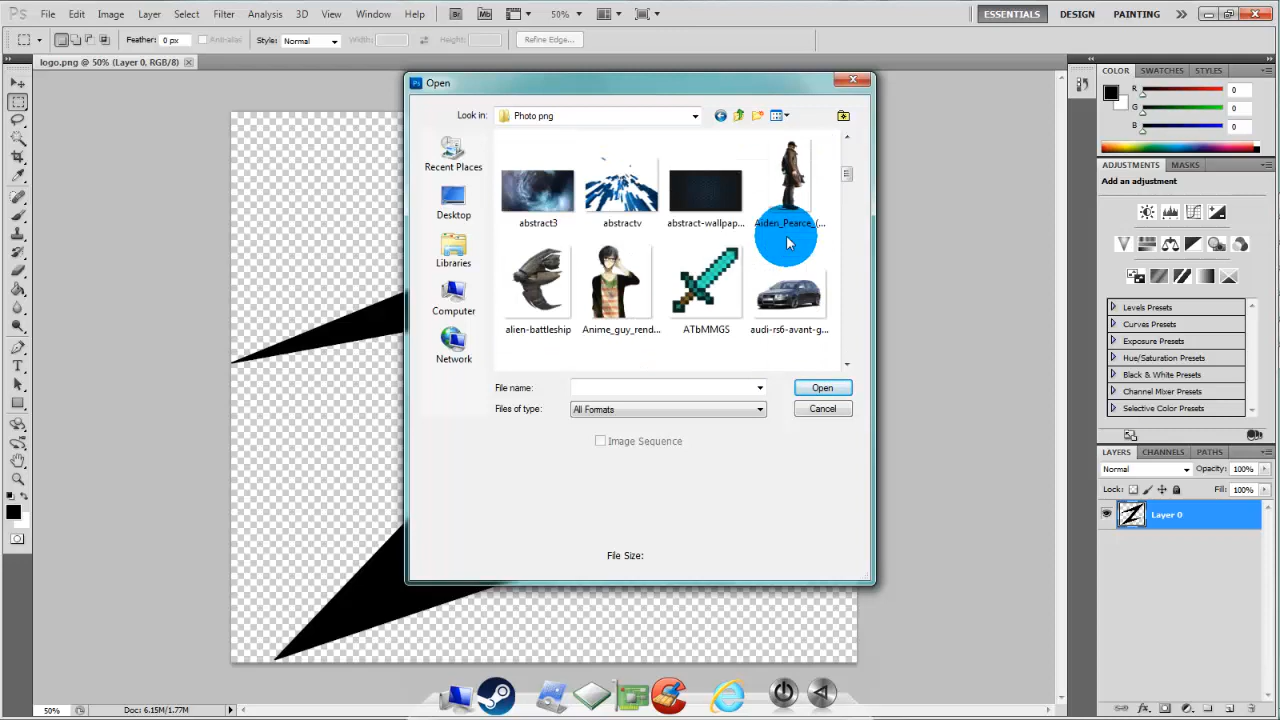 Ps File Edit Image Layer Select Filter Analysis 3D View Window Help Br Mb 50% ESSENTIALS DESIGN PAINTING
Feather: 0 px Anti-alias Style: Normal Width: Height: Refine Edge...
logo.png @ 50% (Layer 0, RGB/8)
Ps Open
Look in: Photo png
Recent Places
Desktop
Libraries
Computer
Network
abstract3 abstractv abstract-wallpap... Aiden_Pearce_(...
alien-battleship Anime_guy_rend... ATbMMGS audi-rs6-avant-g...
File name: Open
Files of type: All Formats Cancel
Image Sequence
File Size:
COLOR SWATCHES STYLES
R 0
G 0
B 0
ADJUSTMENTS MASKS
Add an adjustment
Levels Presets
Curves Presets
Exposure Presets
Hue/Saturation Presets
Black & White Presets
Channel Mixer Presets
Selective Color Presets
LAYERS CHANNELS PATHS
Normal Opacity: 100%
Lock: Fill: 100%
Layer 0
50% Doc: 6.15M/1.77M